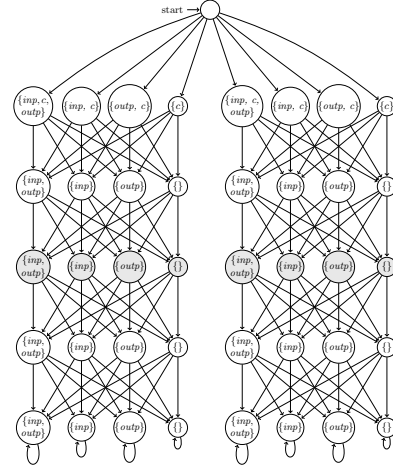 start
{inp, c, outp} {inp, c} {outp, c} {c} {inp, c, outp} {inp, c} {outp, c} {c}
{inp, outp} {inp} {outp} {} {inp, outp} {inp} {outp} {}
{inp, outp} {inp} {outp} {} {inp, outp} {inp} {outp} {}
{inp, outp} {inp} {outp} {} {inp, outp} {inp} {outp} {}
{inp, outp} {inp} {outp} {} {inp, outp} {inp} {outp} {}